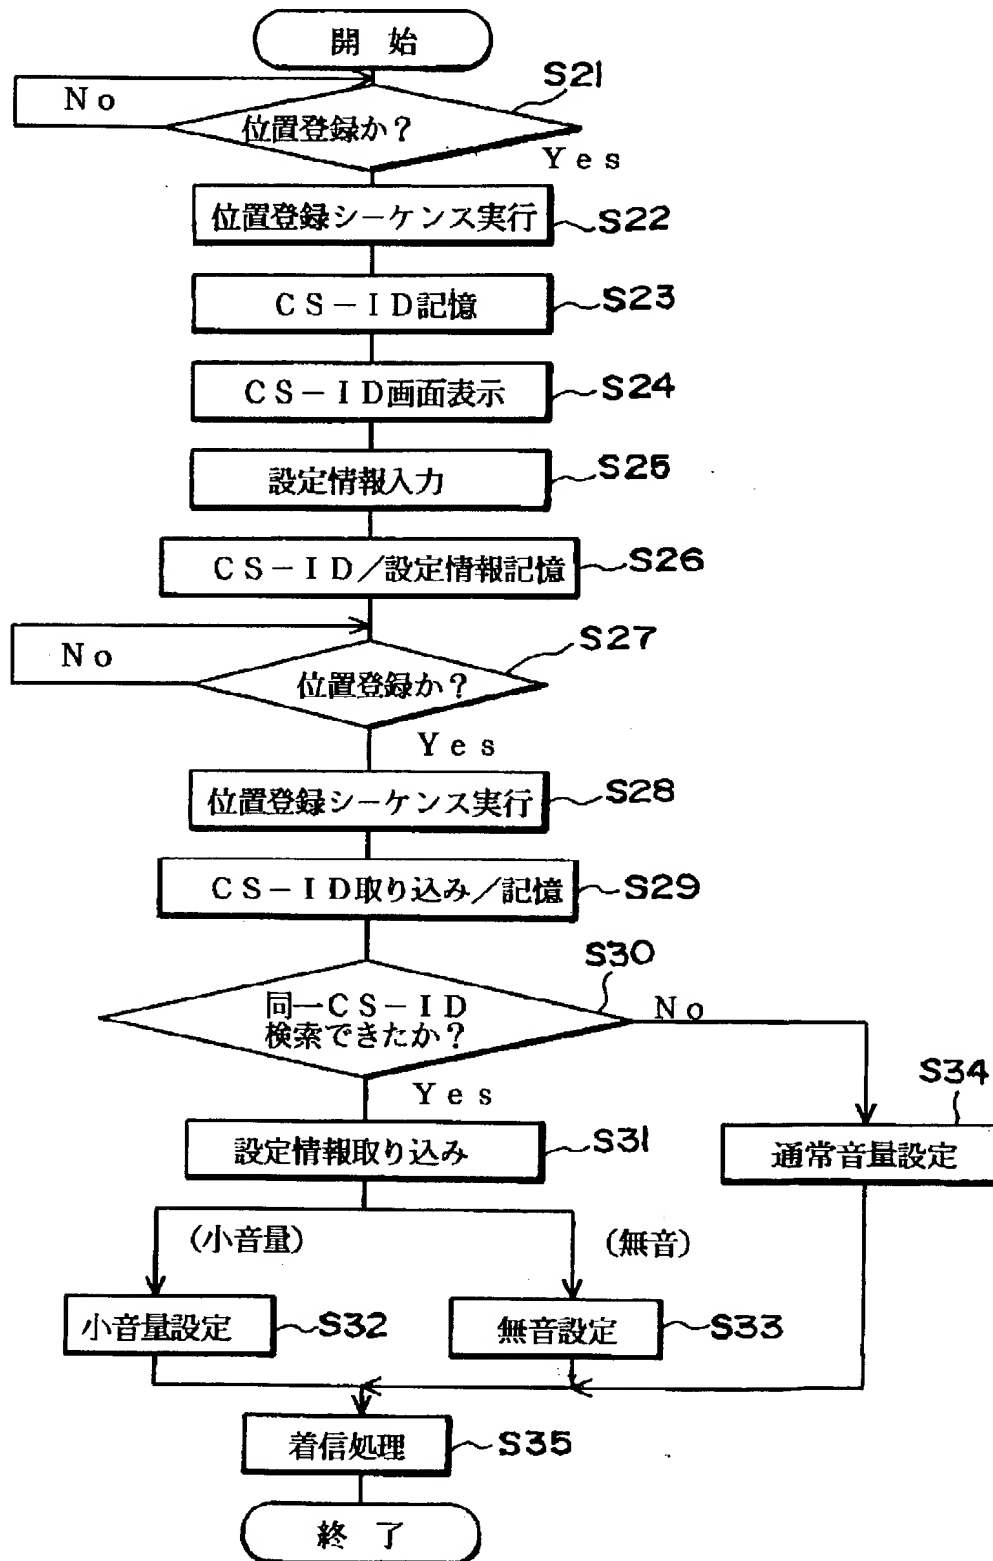 開 始
S21
No
位置登録か？
Yes
位置登録シーケンス実行
S22
CS－ID記憶
S23
CS－ID画面表示
S24
設定情報入力
S25
CS－ID／設定情報記憶
S26
S27
No
位置登録か？
Yes
位置登録シーケンス実行
S28
CS－ID取り込み／記憶
S29
S30
同一CS－ID
検索できたか？
No
Yes
S34
設定情報取り込み
S31
通常音量設定
(小音量)
(無音)
小音量設定
S32
無音設定
S33
着信処理
S35
終 了